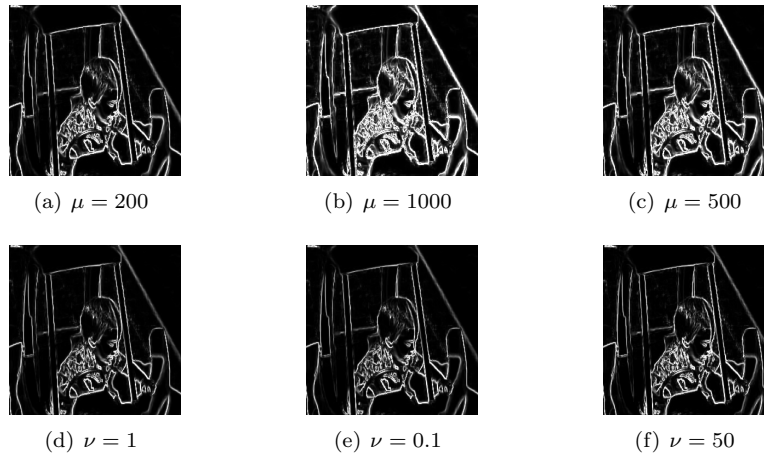 (a) μ = 200
(b) μ = 1000
(c) μ = 500
(d) ν = 1
(e) ν = 0.1
(f) ν = 50